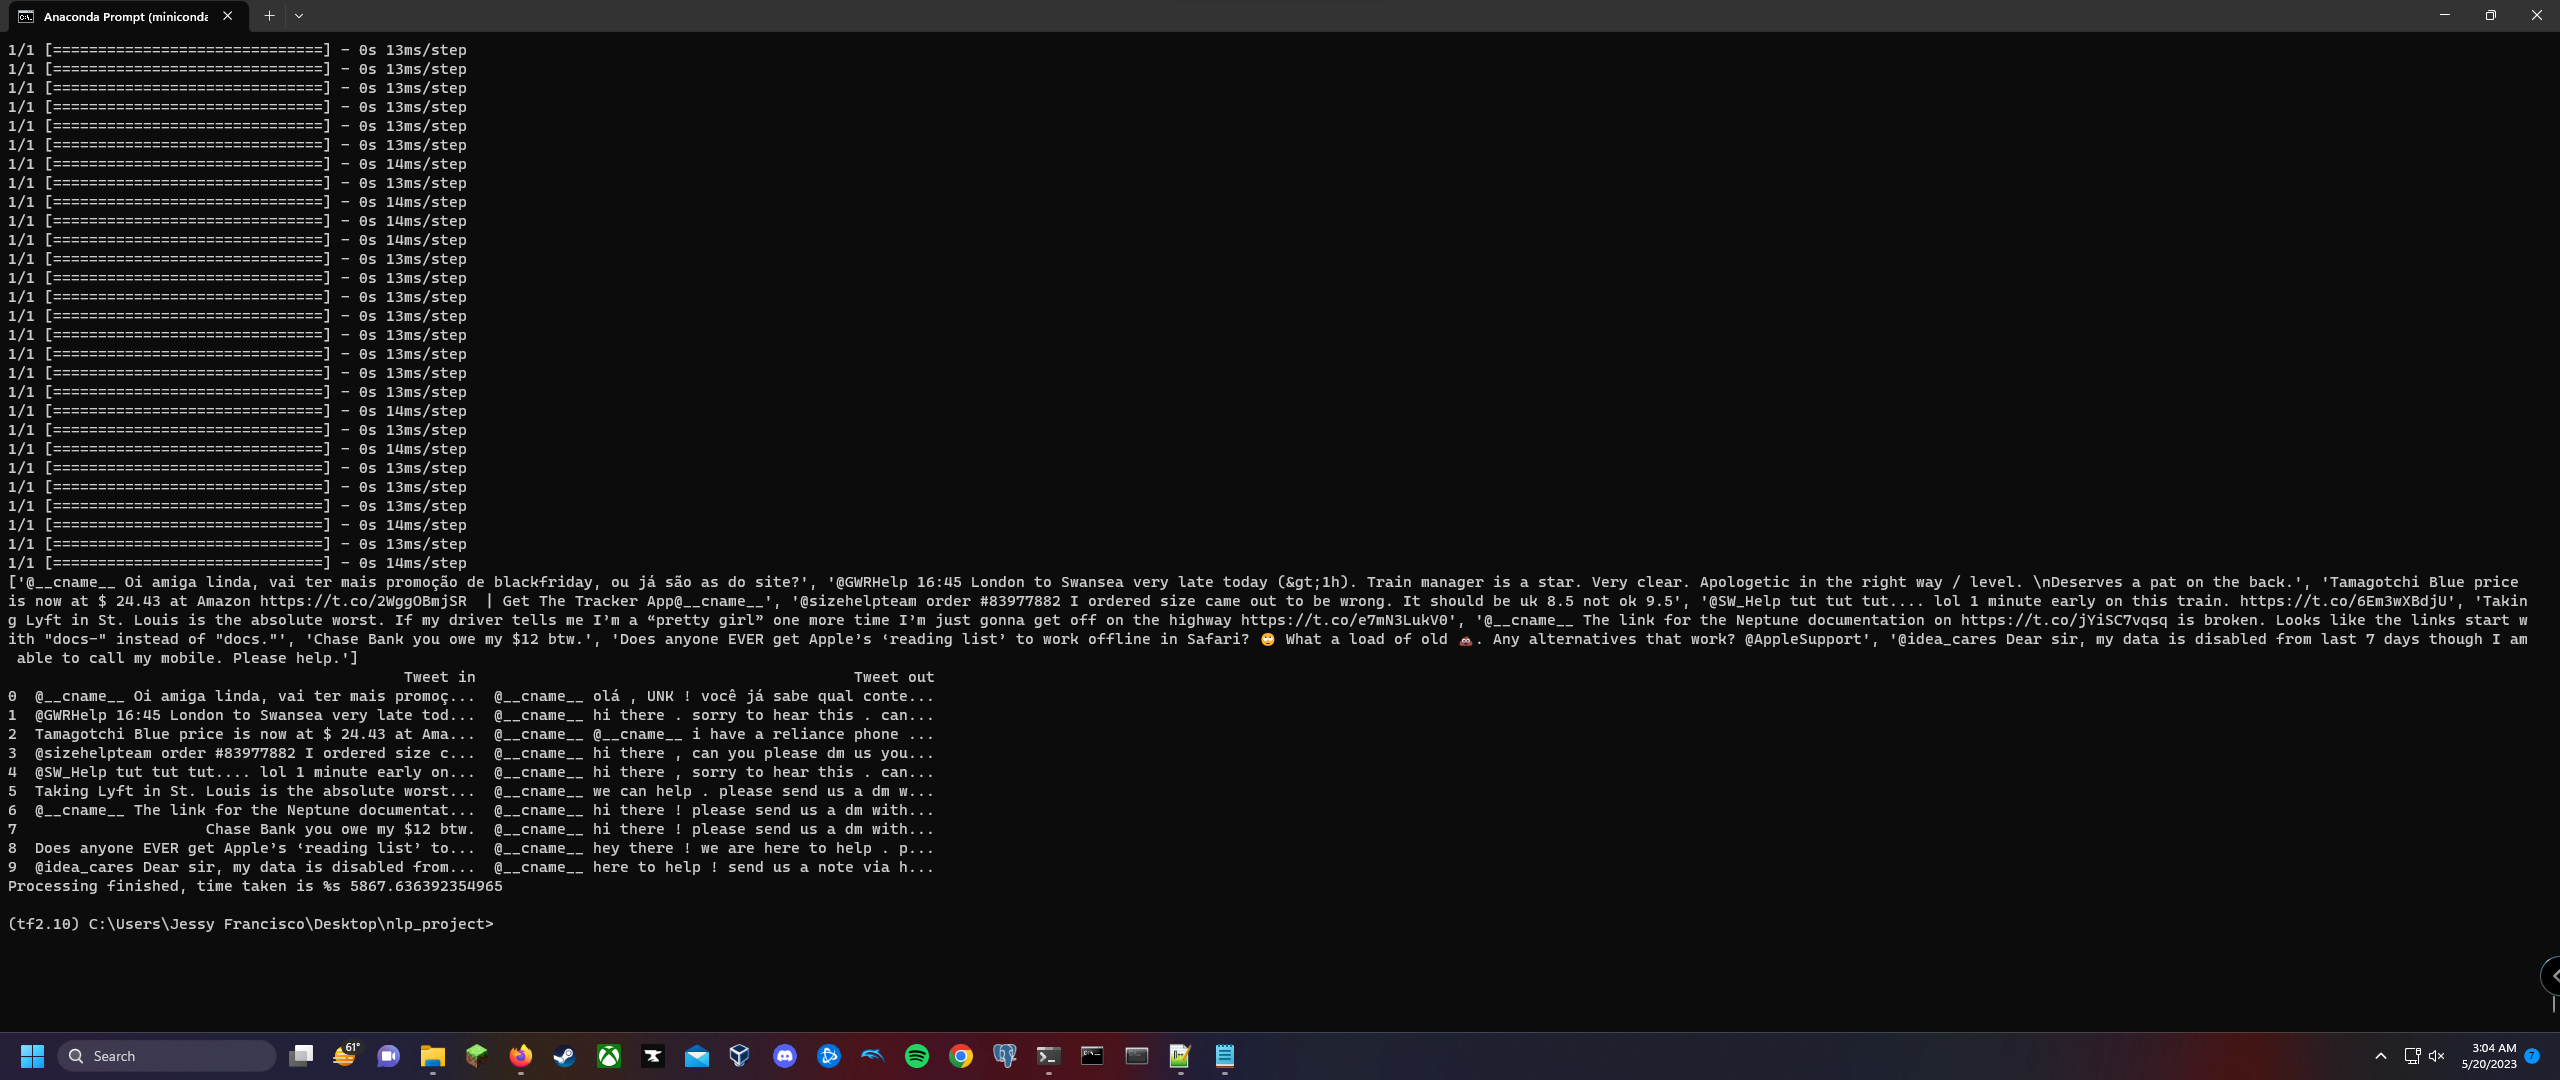 Anaconda Prompt (miniconda
1/1 [==============================] - 0s 13ms/step
1/1 [==============================] - 0s 13ms/step
1/1 [==============================] - 0s 13ms/step
1/1 [==============================] - 0s 13ms/step
1/1 [==============================] - 0s 13ms/step
1/1 [==============================] - 0s 13ms/step
1/1 [==============================] - 0s 14ms/step
1/1 [==============================] - 0s 13ms/step
1/1 [==============================] - 0s 14ms/step
1/1 [==============================] - 0s 14ms/step
1/1 [==============================] - 0s 14ms/step
1/1 [==============================] - 0s 13ms/step
1/1 [==============================] - 0s 13ms/step
1/1 [==============================] - 0s 13ms/step
1/1 [==============================] - 0s 13ms/step
1/1 [==============================] - 0s 13ms/step
1/1 [==============================] - 0s 13ms/step
1/1 [==============================] - 0s 13ms/step
1/1 [==============================] - 0s 13ms/step
1/1 [==============================] - 0s 14ms/step
1/1 [==============================] - 0s 13ms/step
1/1 [==============================] - 0s 14ms/step
1/1 [==============================] - 0s 13ms/step
1/1 [==============================] - 0s 13ms/step
1/1 [==============================] - 0s 13ms/step
1/1 [==============================] - 0s 14ms/step
1/1 [==============================] - 0s 13ms/step
1/1 [==============================] - 0s 14ms/step
['@__cname__ Oi amiga linda, vai ter mais promoção de blackfriday, ou já são as do site?', '@GWRHelp 16:45 London to Swansea very late today (&gt;1h). Train manager is a star. Very clear. Apologetic in the right way / level. \nDeserves a pat on the back.', 'Tamagotchi Blue price
is now at $ 24.43 at Amazon https://t.co/2WggOBmjSR  | Get The Tracker App@__cname__', '@sizehelpteam order #83977882 I ordered size came out to be wrong. It should be uk 8.5 not ok 9.5', '@SW_Help tut tut tut.... lol 1 minute early on this train. https://t.co/6Em3wXBdjU', 'Takin
g Lyft in St. Louis is the absolute worst. If my driver tells me I’m a “pretty girl” one more time I’m just gonna get off on the highway https://t.co/e7mN3LukV0', '@__cname__ The link for the Neptune documentation on https://t.co/jYiSC7vqsq is broken. Looks like the links start w
ith "docs-" instead of "docs."', 'Chase Bank you owe my $12 btw.', 'Does anyone EVER get Apple’s ‘reading list’ to work offline in Safari? 🙄 What a load of old 💩. Any alternatives that work? @AppleSupport', '@idea_cares Dear sir, my data is disabled from last 7 days though I am
able to call my mobile. Please help.']
Tweet in Tweet out
0 @__cname__ Oi amiga linda, vai ter mais promoç... @__cname__ olá , UNK ! você já sabe qual conte...
1 @GWRHelp 16:45 London to Swansea very late tod... @__cname__ hi there . sorry to hear this . can...
2 Tamagotchi Blue price is now at $ 24.43 at Ama... @__cname__ @__cname__ i have a reliance phone ...
3 @sizehelpteam order #83977882 I ordered size c... @__cname__ hi there , can you please dm us you...
4 @SW_Help tut tut tut.... lol 1 minute early on... @__cname__ hi there , sorry to hear this . can...
5 Taking Lyft in St. Louis is the absolute worst... @__cname__ we can help . please send us a dm w...
6 @__cname__ The link for the Neptune documentat... @__cname__ hi there ! please send us a dm with...
7 Chase Bank you owe my $12 btw. @__cname__ hi there ! please send us a dm with...
8 Does anyone EVER get Apple’s ‘reading list’ to... @__cname__ hey there ! we are here to help . p...
9 @idea_cares Dear sir, my data is disabled from... @__cname__ here to help ! send us a note via h...
Processing finished, time taken is %s 5867.636392354965
(tf2.10) C:\Users\Jessy Francisco\Desktop\nlp_project>
Search
61°
3:04 AM
5/20/2023
7